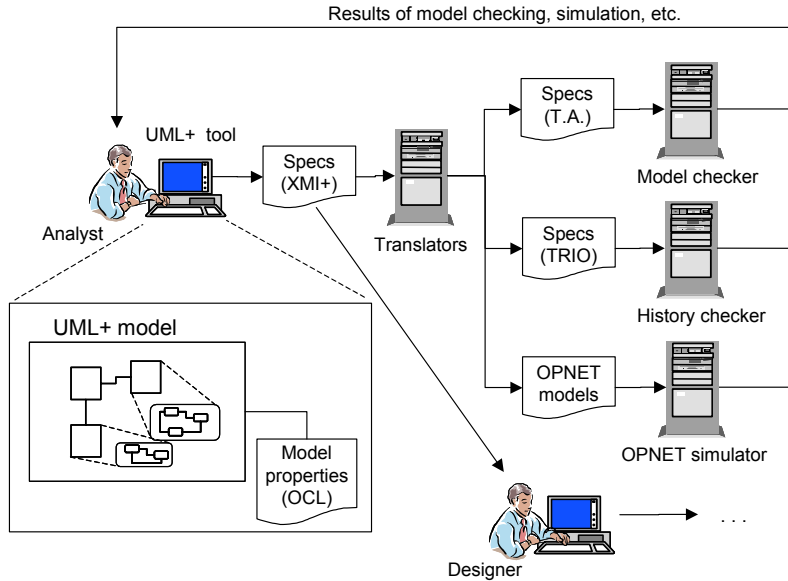 Results of model checking, simulation, etc.
UML+ tool
Analyst
Specs
(XMI+)
Translators
Specs
(T.A.)
Model checker
Specs
(TRIO)
History checker
OPNET
models
OPNET simulator
UML+ model
Model
properties
(OCL)
Designer
. . .